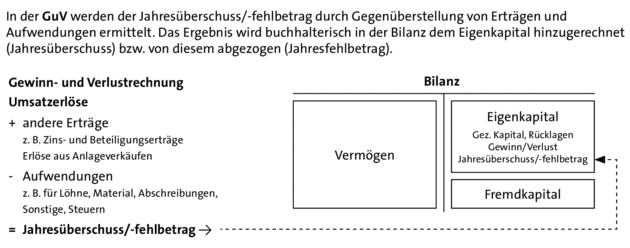 In der GuV werden der Jahresüberschuss/-fehlbetrag durch Gegenüberstellung von Erträgen und
Aufwendungen ermittelt. Das Ergebnis wird buchhalterisch in der Bilanz dem Eigenkapital hinzugerechnet
(Jahresüberschuss) bzw. von diesem abgezogen (Jahresfehlbetrag).
Gewinn- und Verlustrechnung
Umsatzerlöse
+ andere Erträge
z. B. Zins- und Beteiligungserträge
Erlöse aus Anlageverkäufen
- Aufwendungen
z. B. für Löhne, Material, Abschreibungen,
Sonstige, Steuern
= Jahresüberschuss/-fehlbetrag
Bilanz
Vermögen
Eigenkapital
Gez. Kapital, Rücklagen
Gewinn/Verlust
Jahresüberschuss/-fehlbetrag
Fremdkapital